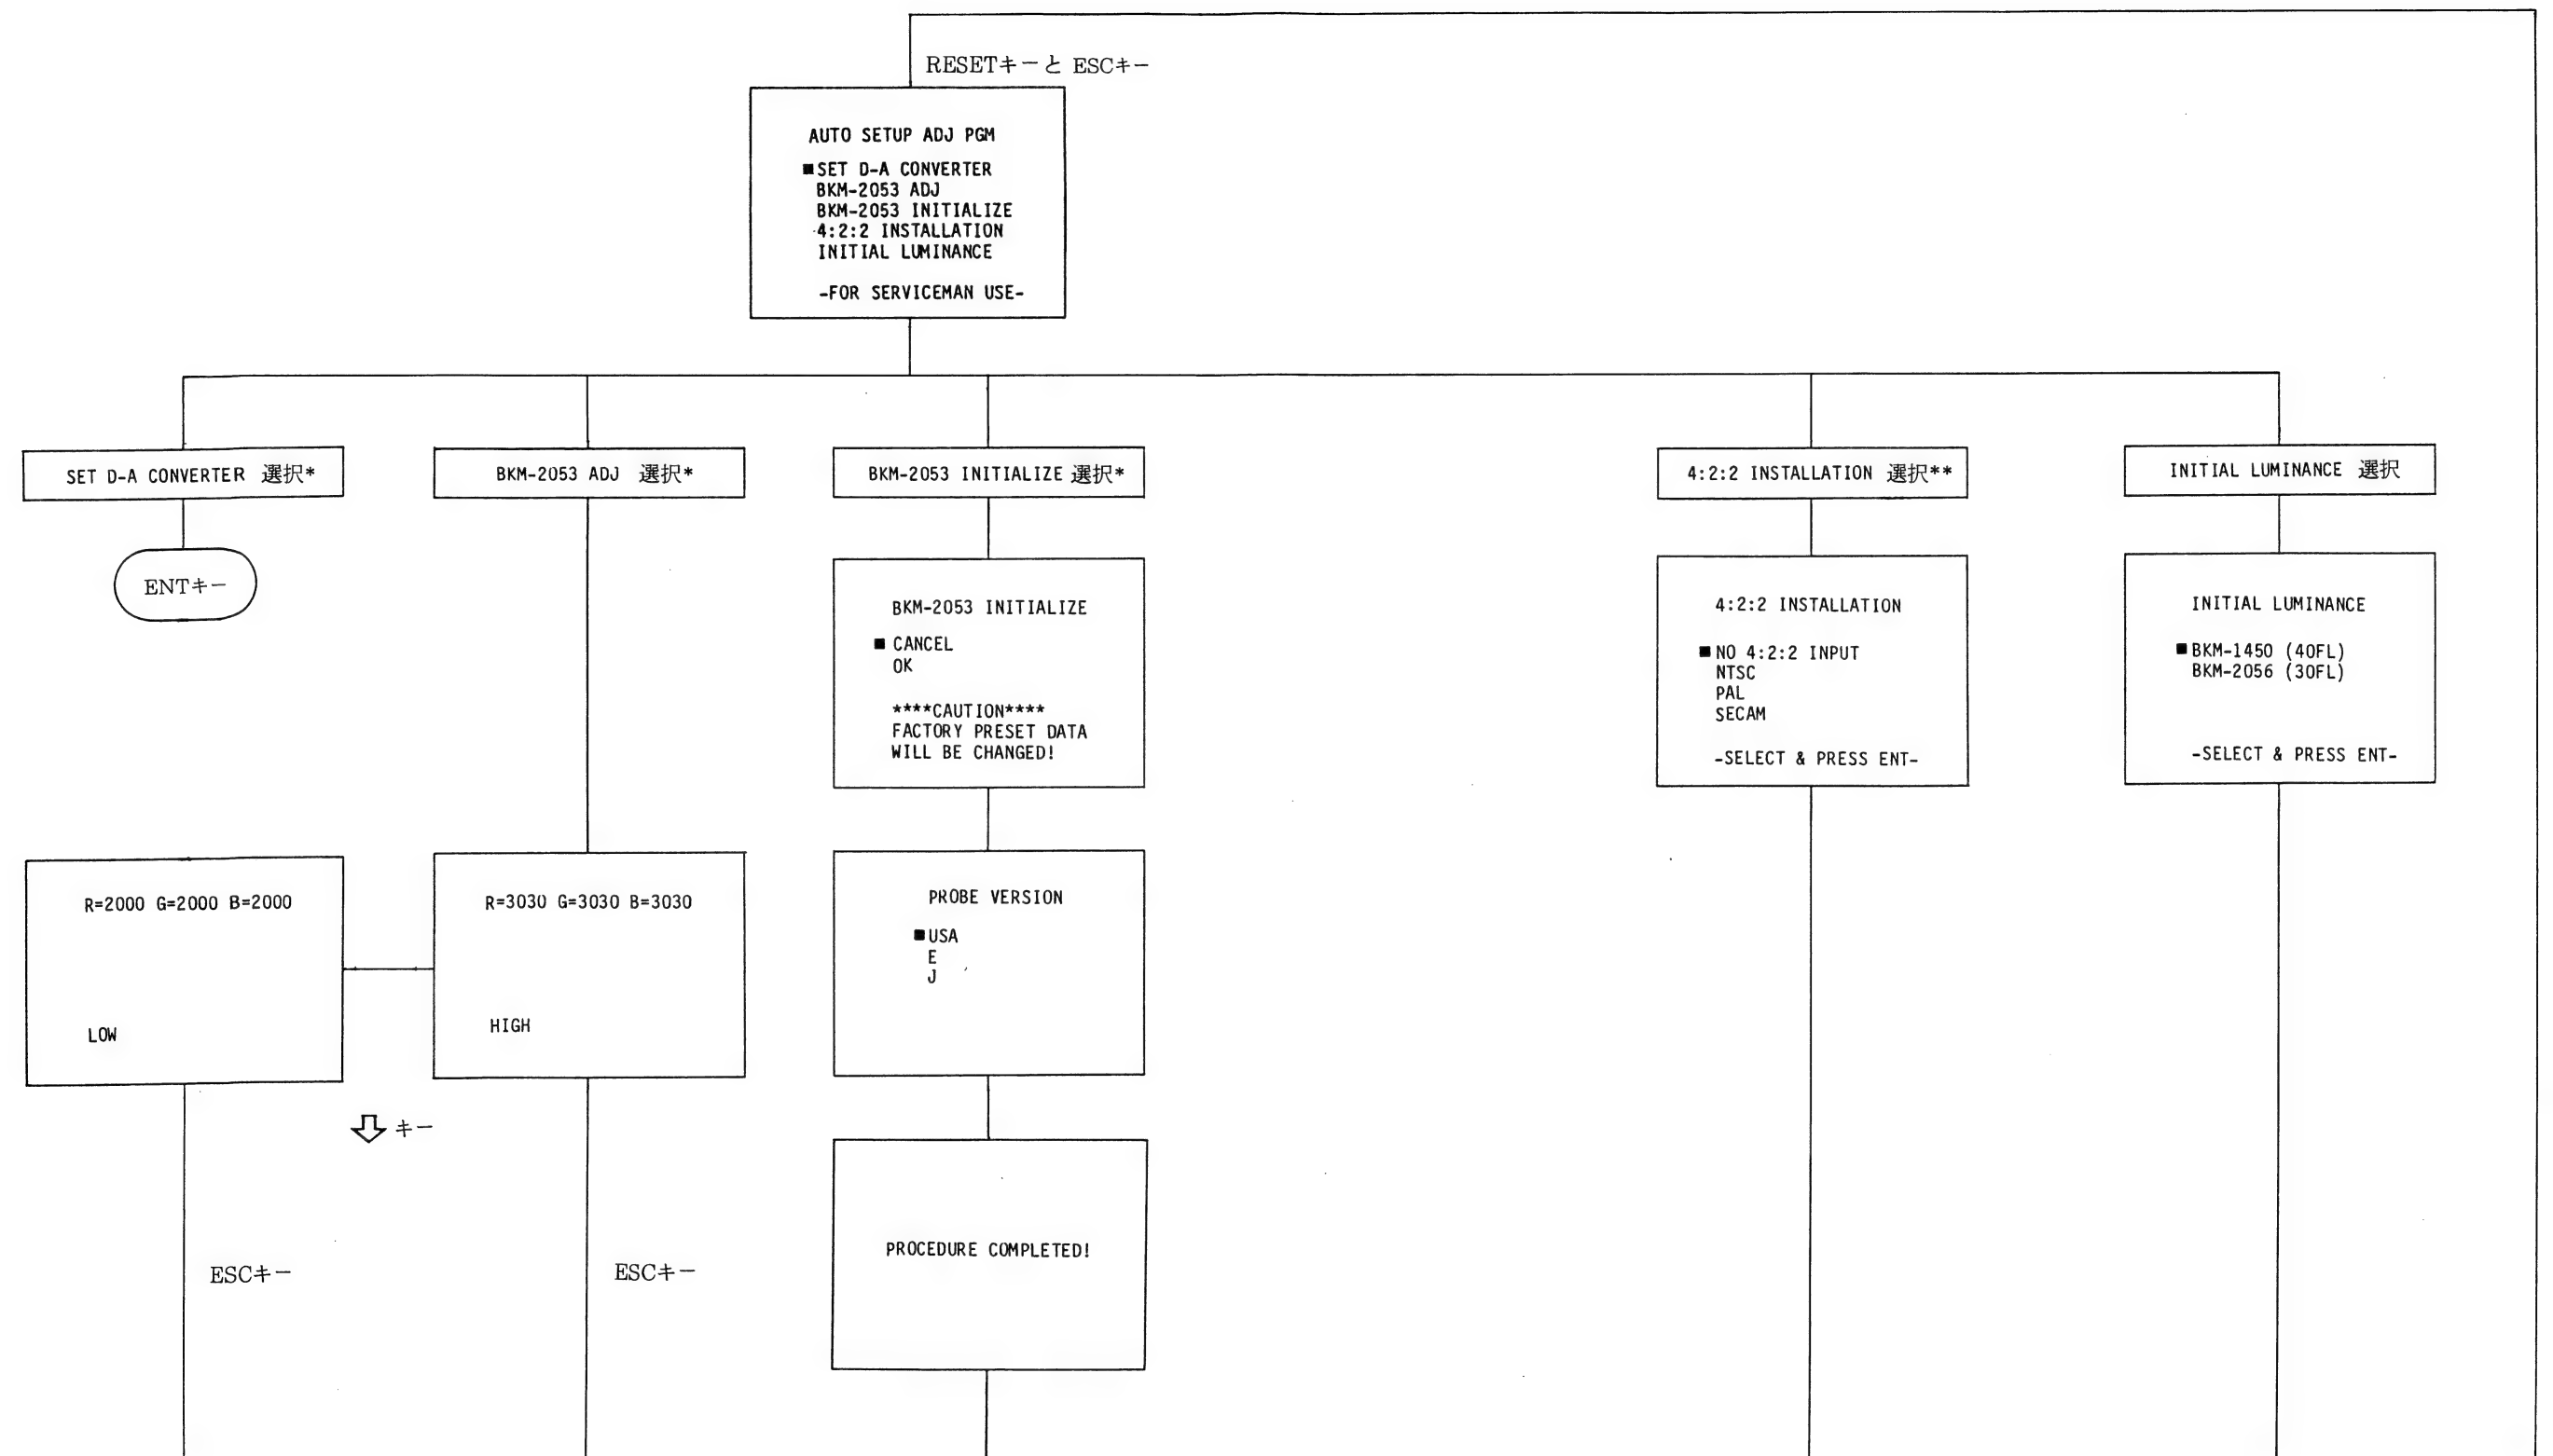 RESETキーと ESCキー
AUTO SETUP ADJ PGM
■SET D-A CONVERTER
BKM-2053 ADJ
BKM-2053 INITIALIZE
4:2:2 INSTALLATION
INITIAL LUMINANCE
-FOR SERVICEMAN USE-
SET D-A CONVERTER 選択*
BKM-2053 ADJ 選択*
BKM-2053 INITIALIZE 選択*
4:2:2 INSTALLATION 選択**
INITIAL LUMINANCE 選択
ENTキー
BKM-2053 INITIALIZE
■ CANCEL
OK
****CAUTION****
FACTORY PRESET DATA
WILL BE CHANGED!
4:2:2 INSTALLATION
■NO 4:2:2 INPUT
NTSC
PAL
SECAM
-SELECT & PRESS ENT-
INITIAL LUMINANCE
■BKM-1450 (40FL)
BKM-2056 (30FL)
-SELECT & PRESS ENT-
R=2000 G=2000 B=2000
LOW
R=3030 G=3030 B=3030
HIGH
PROBE VERSION
■USA
E
J
キー
PROCEDURE COMPLETED!
ESCキー
ESCキー